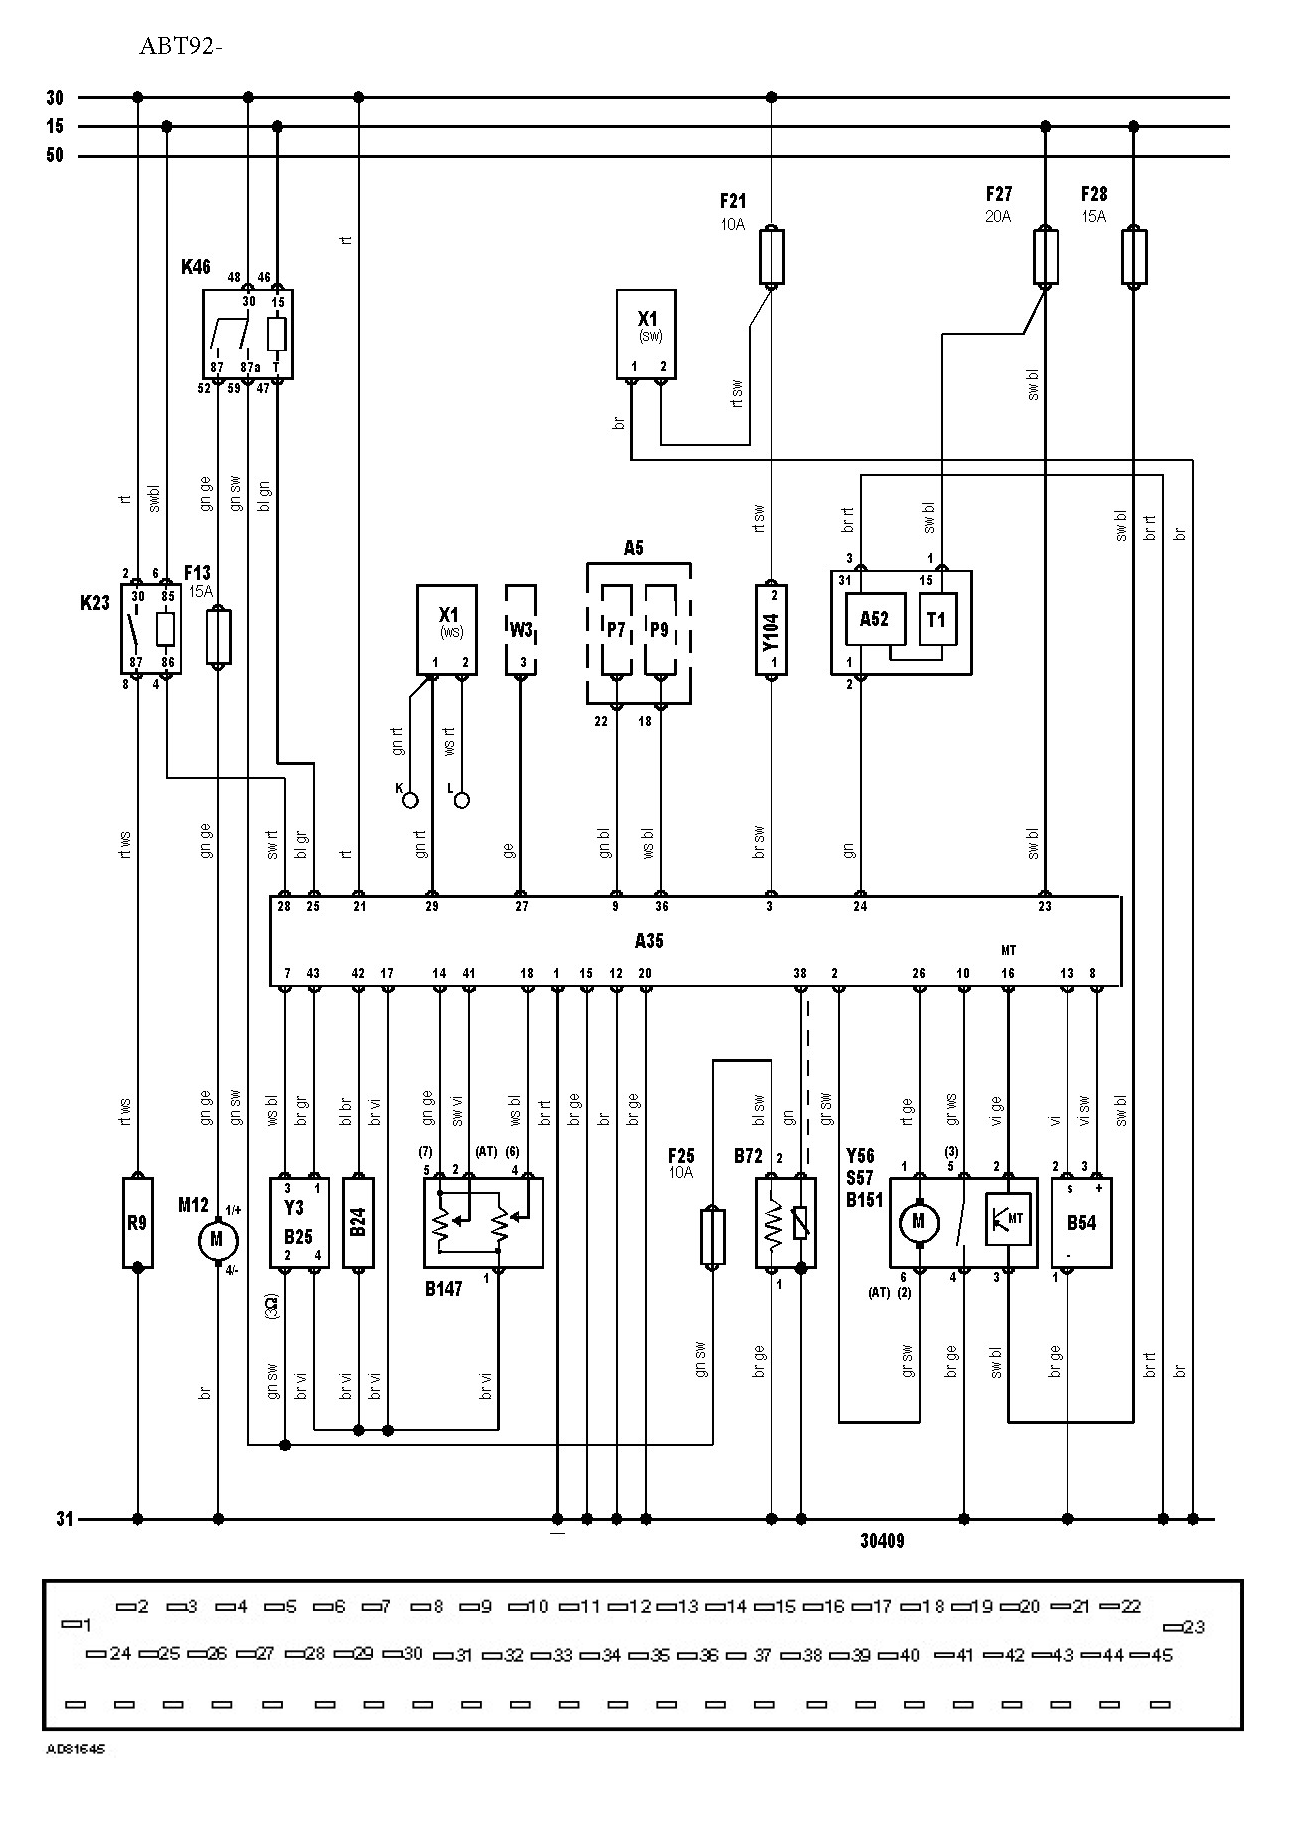 ABT92-
30
15
50
F21
10A
F27
20A
F28
15A
rt
K46
48 46
30 15
87 87a T
52 59 47
X1
(sw)
1 2
rt sw
sw bl
br
rt
swbl
gn ge
gn sw
bl gn
rt sw
br rt
sw bl
sw bl
br rt
br
A5
2 6
30 85
K23
87 86
8 4
F13
15A
X1
(ws)
1 2
W3
3
P7 P9
22 18
2
Y104
1
3 1
31 15
A52 T1
1
2
gn rt
ws rt
K L
rt ws
gn ge
sw rt
bl gr
rt
gn rt
ge
gn bl
ws bl
br sw
gn
sw bl
28 25 21 29 27 9 36 3 24 23
A35
MT
7 43 42 17 14 41 18 1 15 12 20 38 2 26 10 16 13 8
rt ws
gn ge
gn sw
ws bl
br gr
bl br
br vi
gn ge
sw vi
ws bl
br rt
br ge
br
br ge
bl sw
gn
gr sw
rt ge
gr ws
vi ge
vi
vi sw
sw bl
(7) (AT) (6)
5 2 4
F25
10A
B72 2
Y56
S57
B151
(3)
1 5 2 2 3
R9
M12 1/+
M
4/-
3 1
Y3
B25
2 4
B24
B147
1
1
M
MT
s +
B54
-
6 4 3 1
(AT) (2)
(3Ω)
br
gn sw
br vi
br vi
br vi
br vi
gn sw
br ge
gr sw
br ge
sw bl
br ge
br rt
br
31
30409
1 2 3 4 5 6 7 8 9 10 11 12 13 14 15 16 17 18 19 20 21 22 23
24 25 26 27 28 29 30 31 32 33 34 35 36 37 38 39 40 41 42 43 44 45
AD81645